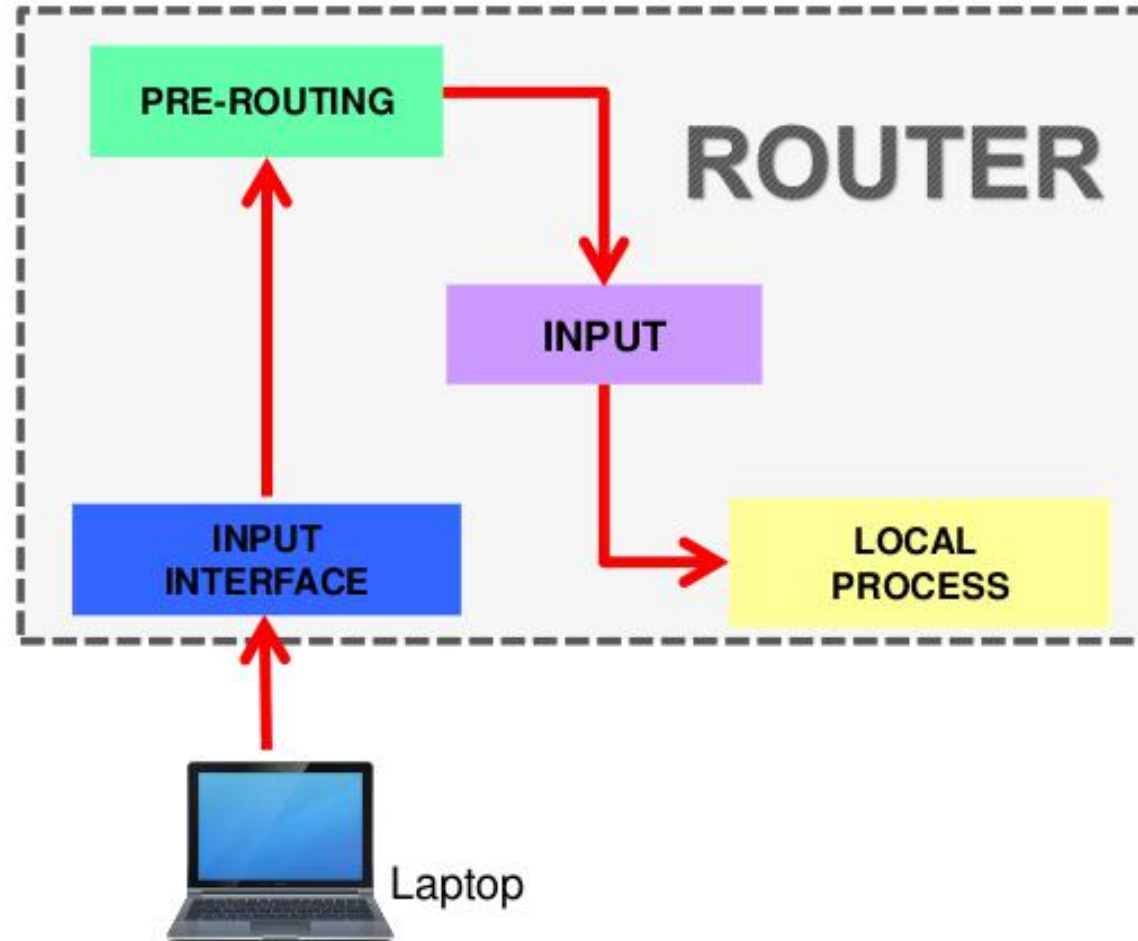 PRE-ROUTING
ROUTER
INPUT
INPUT
INTERFACE
LOCAL
PROCESS
Laptop